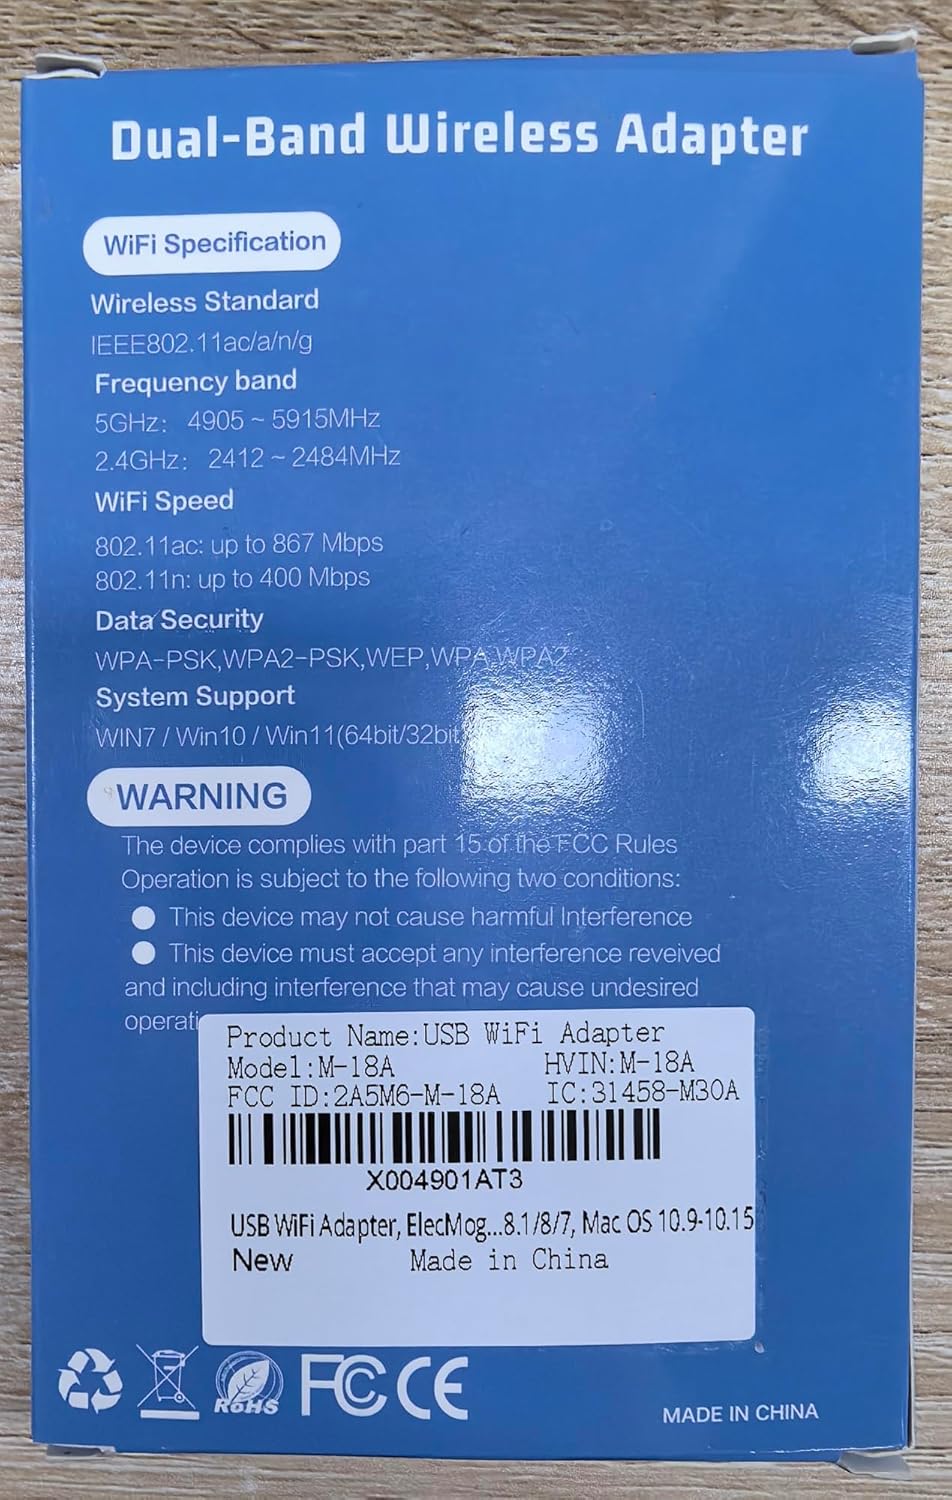 Dual-Band Wireless Adapter
WiFi Specification
Wireless Standard
IEEE802.11ac/a/n/g
Frequency band
5GHz: 4905 ~ 5915MHz
2.4GHz: 2412 ~ 2484MHz
WiFi Speed
802.11ac: up to 867 Mbps
802.11n: up to 400 Mbps
Data Security
WPA-PSK,WPA2-PSK,WEP,WPA,WPA2
System Support
WIN7 / Win10 / Win11(64bit/32bit
WARNING
The device complies with part 15 of the FCC Rules
Operation is subject to the following two conditions:
This device may not cause harmful Interference
This device must accept any interference reveived
and including interference that may cause undesired
operati
Product Name:USB WiFi Adapter
Model:M-18A HVIN:M-18A
FCC ID:2A5M6-M-18A IC:31458-M30A
X004901AT3
USB WiFi Adapter, ElecMog...8.1/8/7, Mac OS 10.9-10.15
New Made in China
RoHS FC CE
MADE IN CHINA